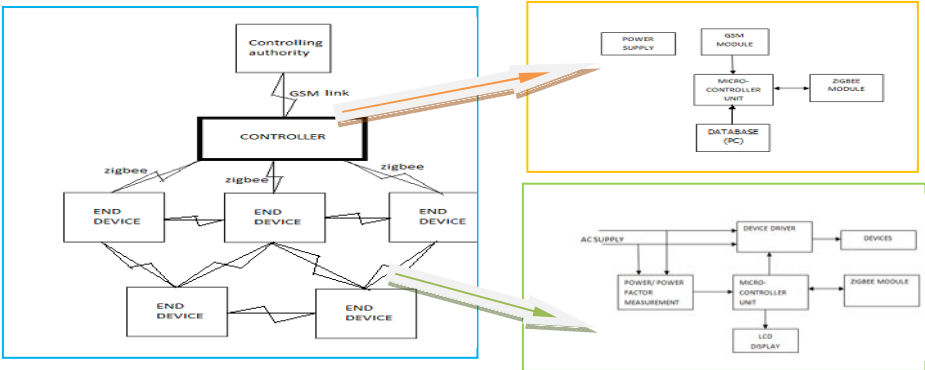 Controlling
authority
GSM link
CONTROLLER
zigbee
zigbee
zigbee
END
DEVICE
END
DEVICE
END
DEVICE
END
DEVICE
END
DEVICE
POWER
SUPPLY
GSM
MODULE
MICRO-
CONTROLLER
UNIT
ZIGBEE
MODULE
DATABASE
(PC)
AC SUPPLY
DEVICE DRIVER
DEVICES
POWER/ POWER
FACTOR
MEASUREMENT
MICRO-
CONTROLLER
UNIT
ZIGBEE MODULE
LCD
DISPLAY